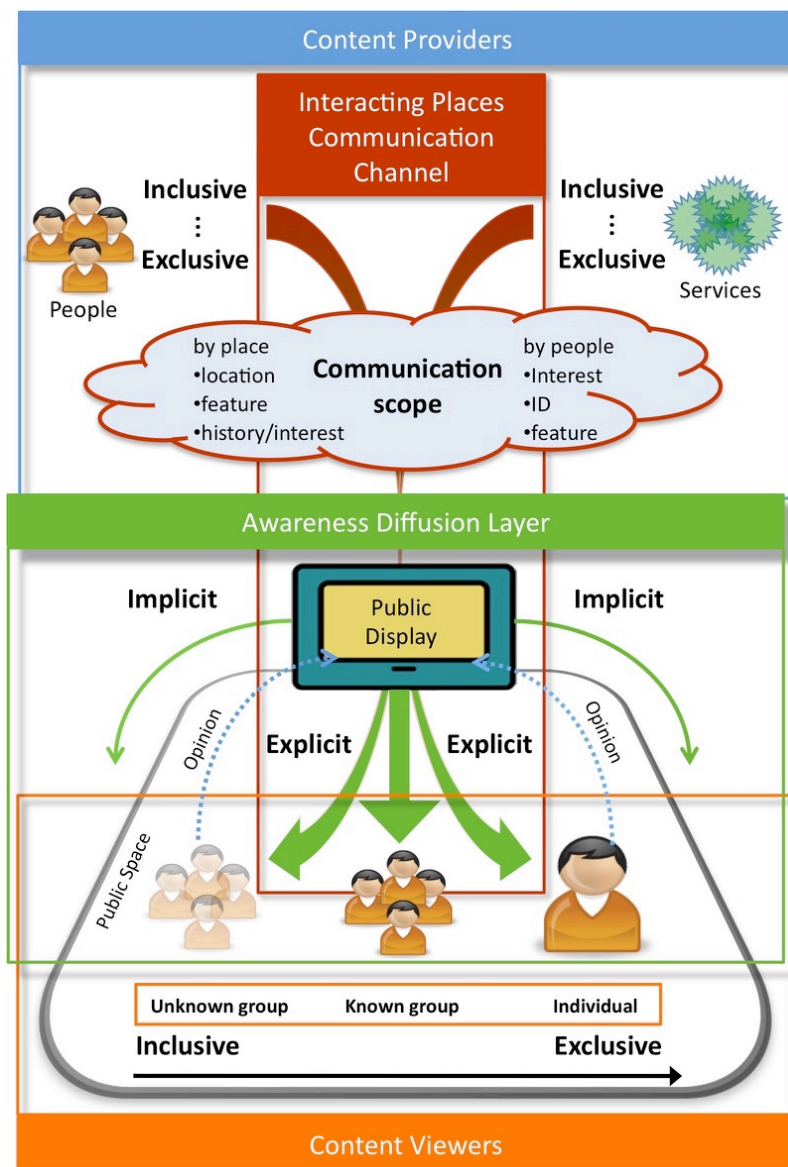 Content Providers
Interacting Places
Communication
Channel
Inclusive
⋮
Exclusive
People
Inclusive
⋮
Exclusive
Services
by place
•location
•feature
•history/interest
Communication
scope
by people
•Interest
•ID
•feature
Awareness Diffusion Layer
Implicit
Public
Display
Implicit
Opinion
Explicit
Explicit
Opinion
Public Space
Unknown group
Known group
Individual
Inclusive
Exclusive
Content Viewers